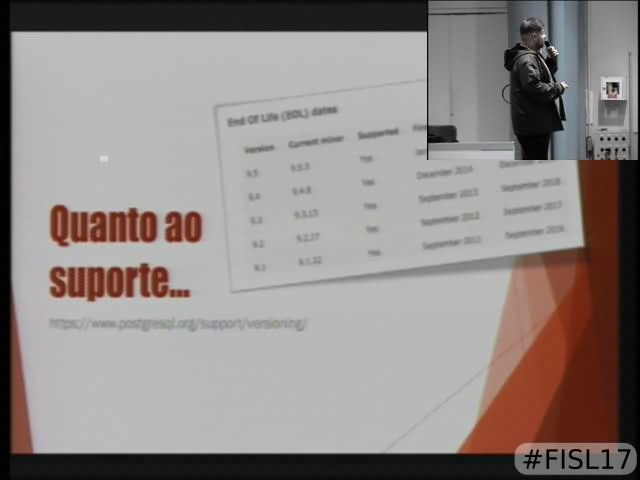 End Of Life (EOL) dates
Version Current minor Supported
9.5 9.5.3 Yes
9.4 9.4.8 Yes December 2014
9.3 9.3.13 Yes September 2013 September 2018
9.2 9.2.17 Yes September 2012 September 2017
9.1 9.1.22 Yes September 2011 September 2016
Quanto ao
suporte...
https://www.postgresql.org/support/versioning/
#FISL17